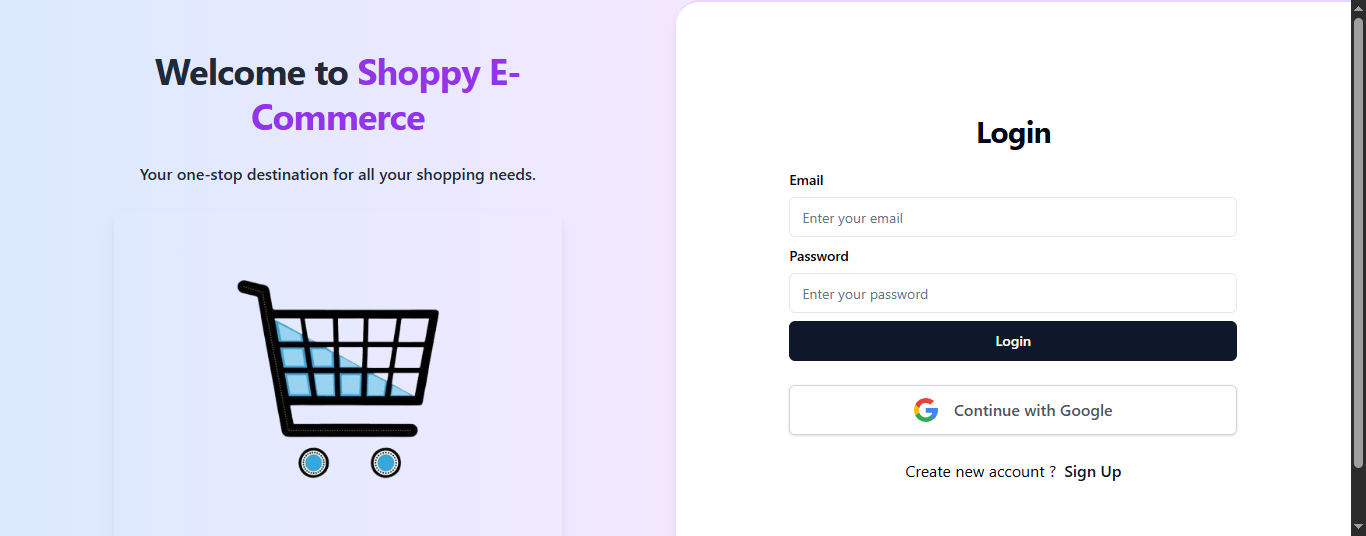 Welcome to Shoppy E-
Commerce
Your one-stop destination for all your shopping needs.
Login
Email
Enter your email
Password
Enter your password
Login
Continue with Google
Create new account ? Sign Up